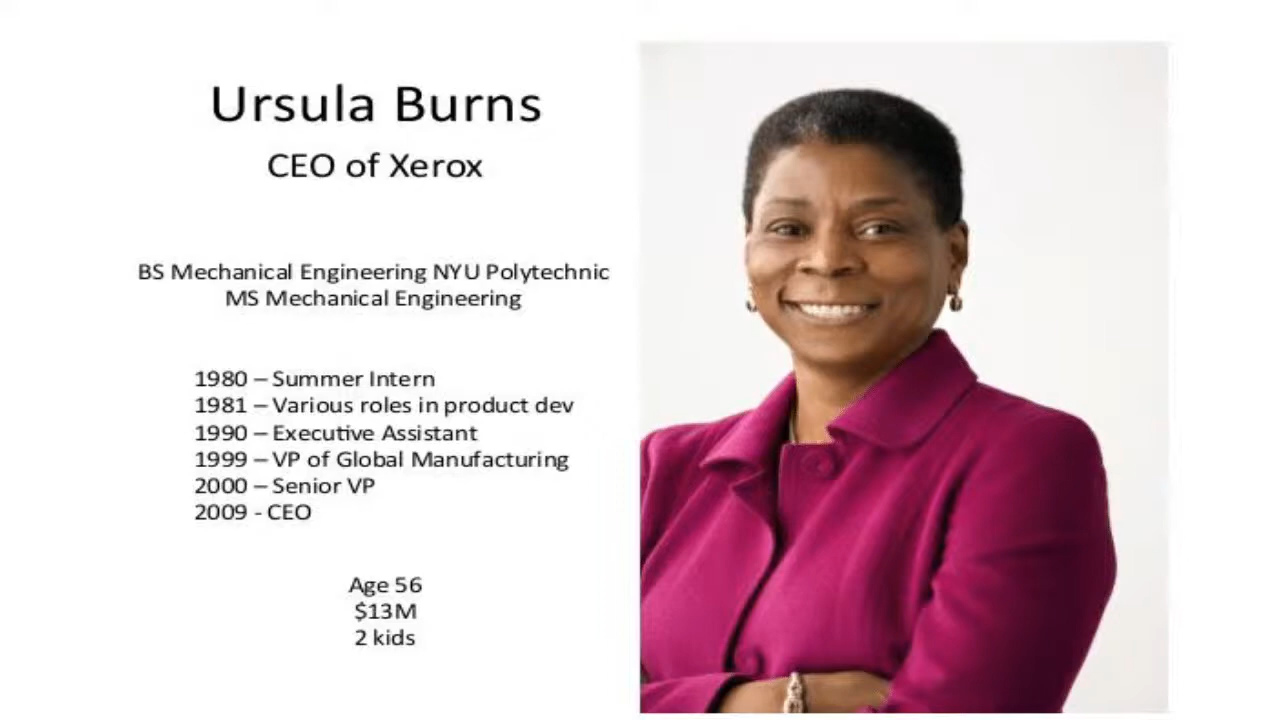 Ursula Burns
CEO of Xerox
BS Mechanical Engineering NYU Polytechnic
MS Mechanical Engineering
1980 – Summer Intern
1981 – Various roles in product dev
1990 – Executive Assistant
1999 – VP of Global Manufacturing
2000 – Senior VP
2009 - CEO
Age 56
$13M
2 kids